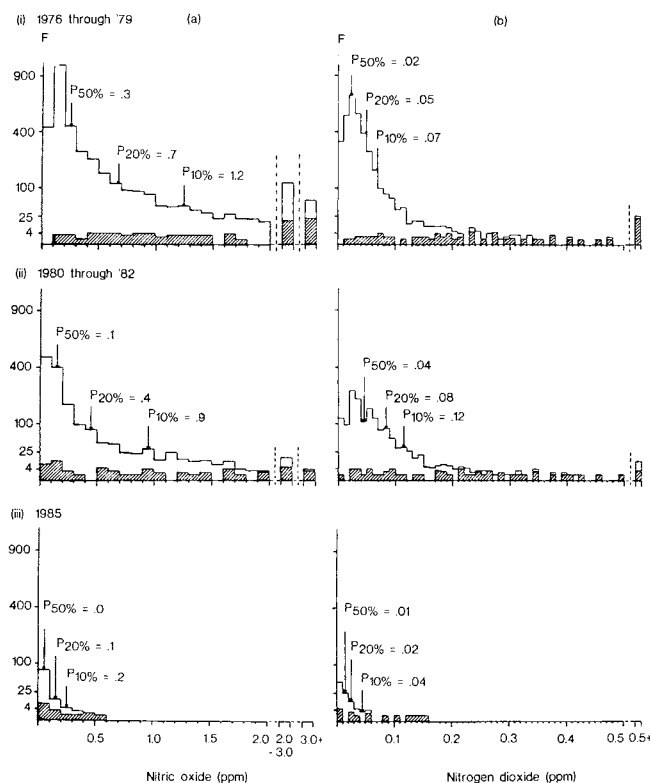 (i) 1976 through '79 (a) (b)
F
900
400
100
25
4
P50% = .3
P20% = .7
P10% = 1.2
F
P50% = .02
P20% = .05
P10% = .07
(ii) 1980 through '82
900
400
100
25
4
P50% = .1
P20% = .4
P10% = .9
P50% = .04
P20% = .08
P10% = .12
(iii) 1985
900
400
100
25
4
P50% = .0
P20% = .1
P10% = .2
P50% = .01
P20% = .02
P10% = .04
0.5 1.0 1.5 2.0 2.0 - 3.0 3.0+
0.1 0.2 0.3 0.4 0.5 0.5+
Nitric oxide (ppm) Nitrogen dioxide (ppm)